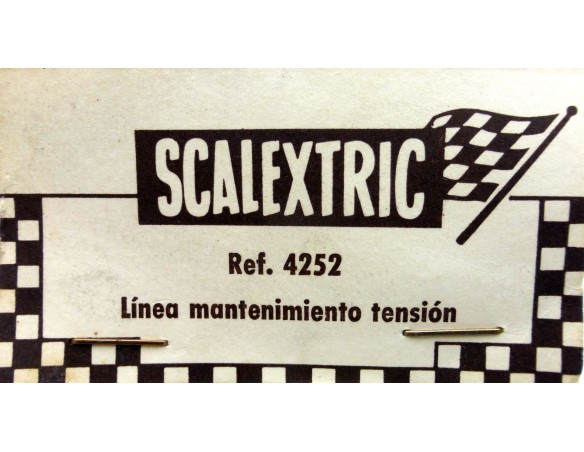 SCALEXTRIC
Ref. 4252
Línea mantenimiento tensión